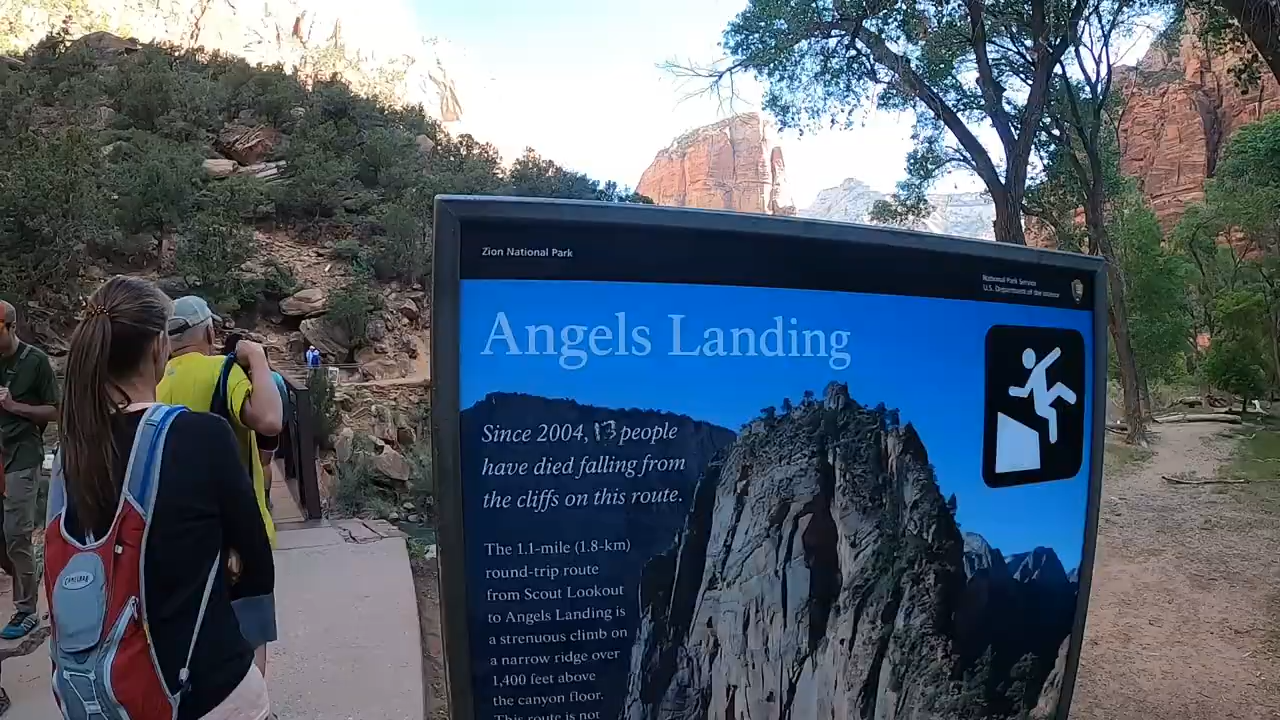 Zion National Park
National Park Service
U.S. Department of the Interior
Angels Landing
Since 2004, 13 people
have died falling from
the cliffs on this route.
The 1.1-mile (1.8-km)
round-trip route
from Scout Lookout
to Angels Landing is
a strenuous climb on
a narrow ridge over
1,400 feet above
the canyon floor.
This route is not
CAMELBAK